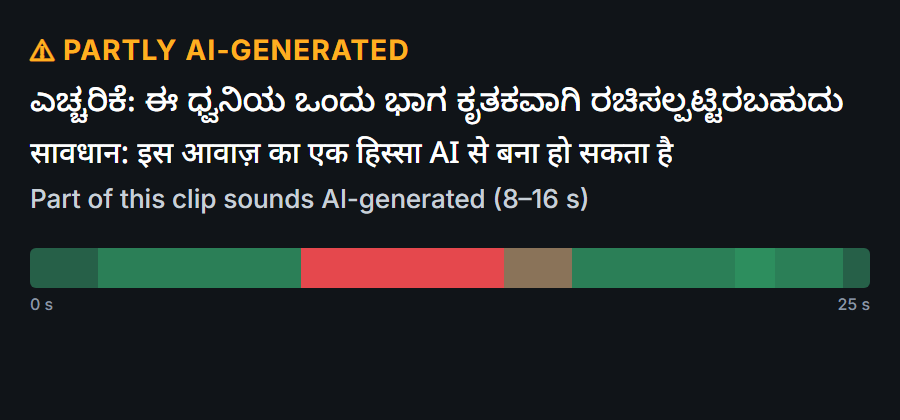 ⚠ PARTLY AI-GENERATED
ಎಚ್ಚರಿಕೆ: ಈ ಧ್ವನಿಯ ಒಂದು ಭಾಗ ಕೃತಕವಾಗಿ ರಚಿಸಲ್ಪಟ್ಟಿರಬಹುದು
सावधान: इस आवाज़ का एक हिस्सा AI से बना हो सकता है
Part of this clip sounds AI-generated (8–16 s)
0 s 25 s